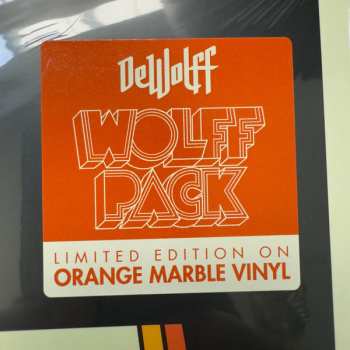 DeWolff
WOLFF
PACK
LIMITED EDITION ON
ORANGE MARBLE VINYL